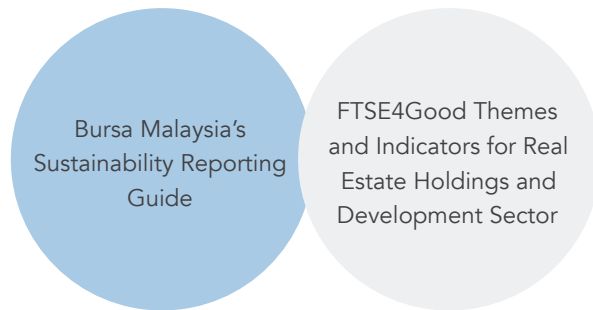 Bursa Malaysia’s
Sustainability Reporting
Guide
FTSE4Good Themes
and Indicators for Real
Estate Holdings and
Development Sector